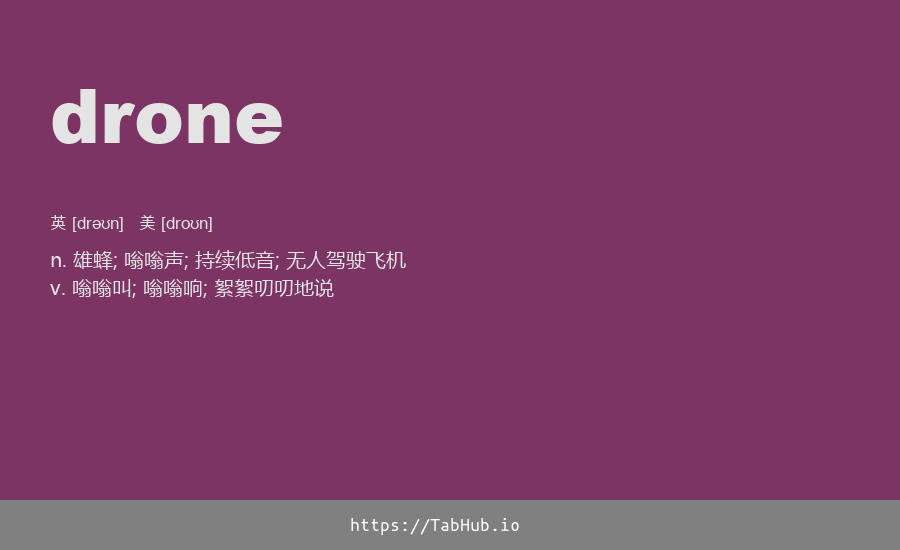 drone
英 [drəʊn] 美 [droʊn]
n. 雄蜂; 嗡嗡声; 持续低音; 无人驾驶飞机
v. 嗡嗡叫; 嗡嗡响; 絮絮叨叨地说
https://TabHub.io